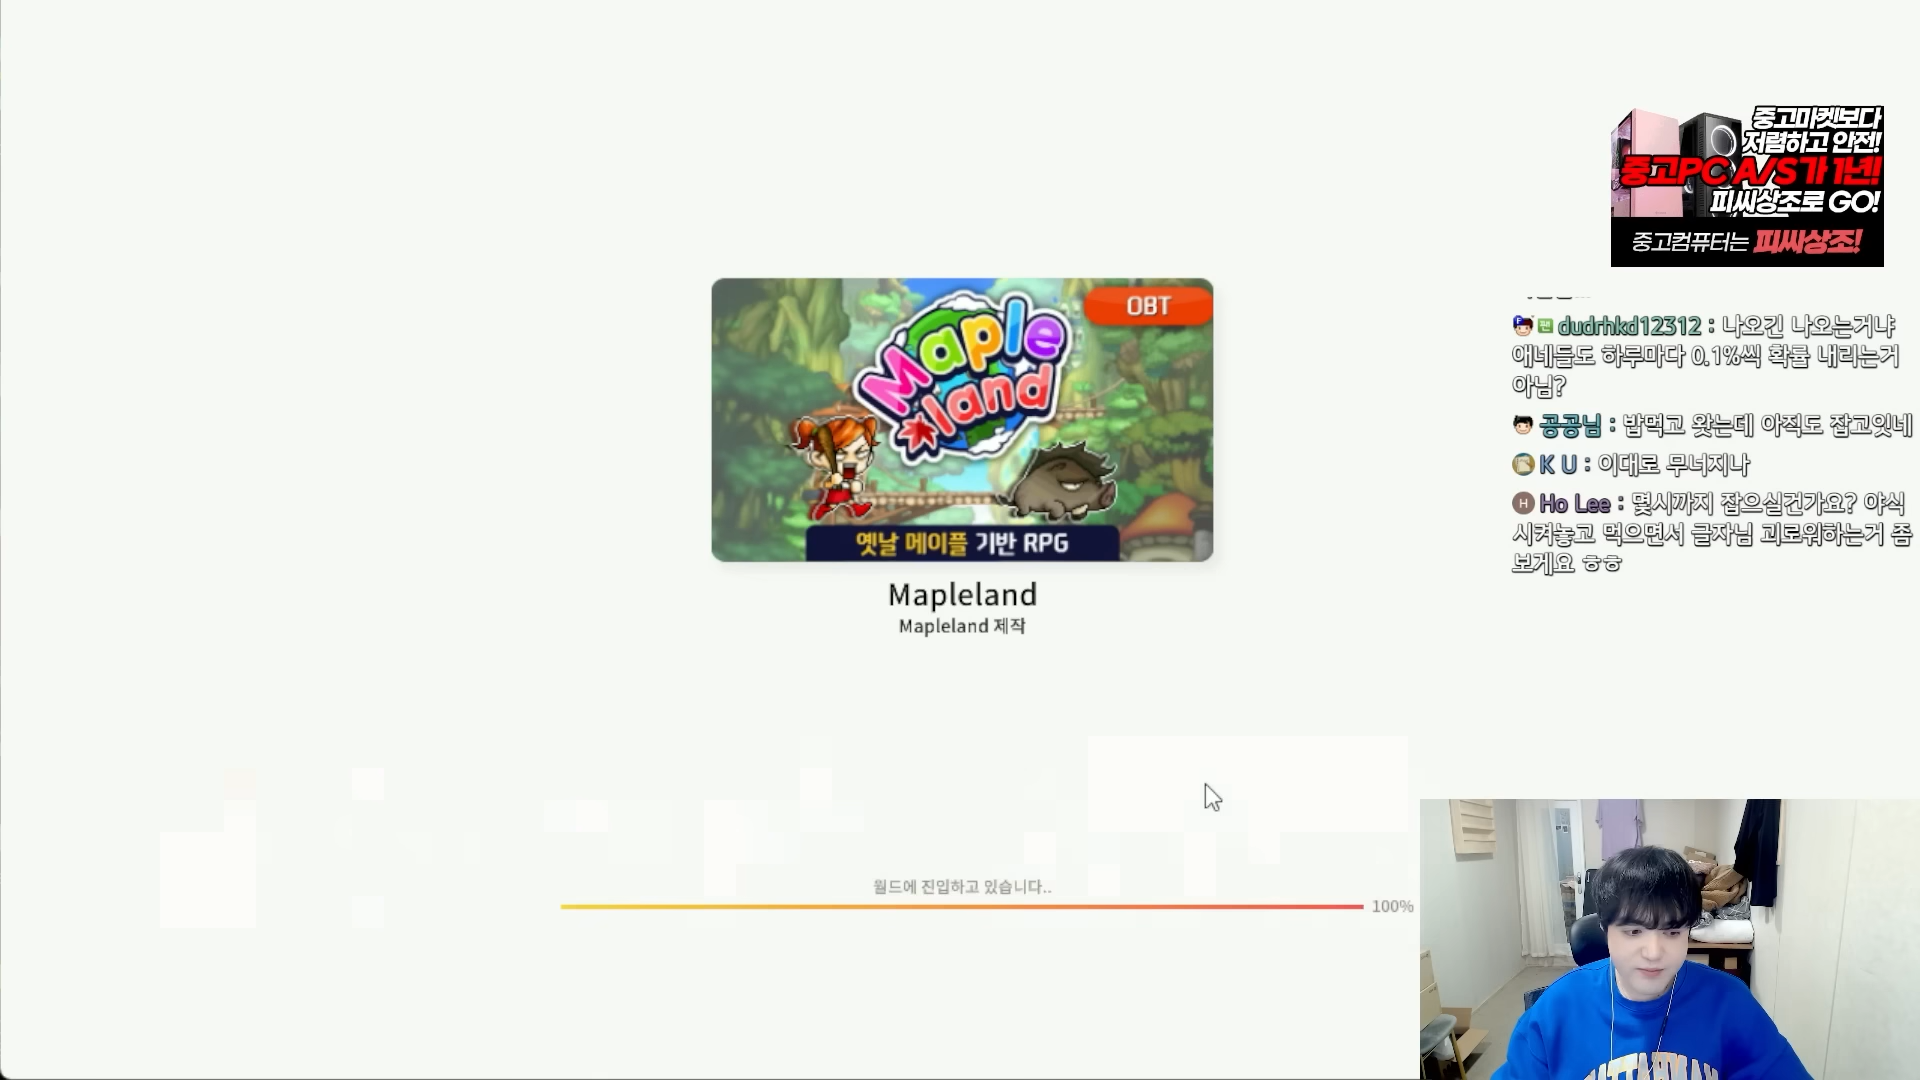 중고마켓보다
저렴하고 안전!
중고PC A/S가 1년!
피씨상조로 GO!
중고컴퓨터는 피씨상조!
OBT
Maple
land
옛날 메이플 기반 RPG
Mapleland
Mapleland 제작
dudrhkd12312 : 나오긴 나오는거냐
얘네들도 하루마다 0.1%씩 확률 내리는거
아님?
공공님 : 밥먹고 왓는데 아직도 잡고잇네
K U : 이대로 무너지나
H Ho Lee : 몇시까지 잡으실건가요? 야식
시켜놓고 먹으면서 글자님 괴로워하는거 좀
보게요 ㅎㅎ
월드에 진입하고 있습니다..
100%